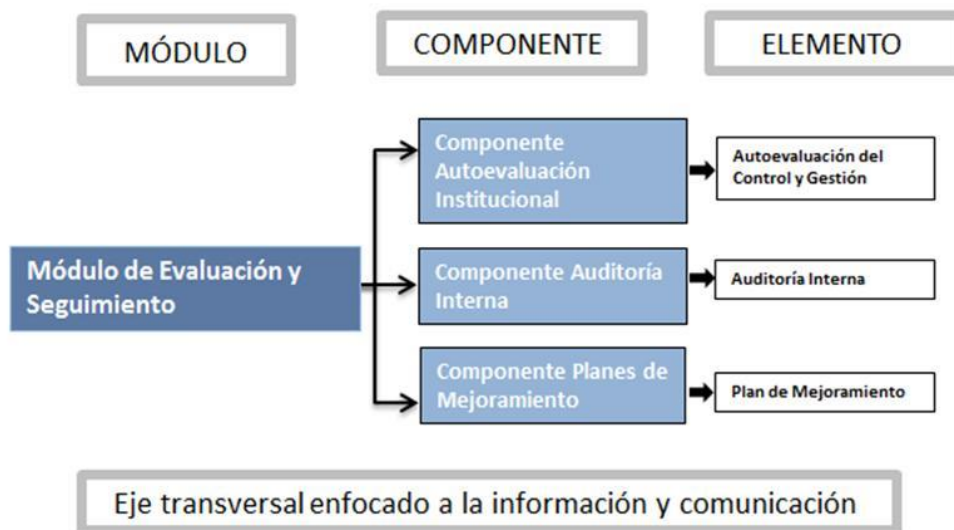 MÓDULO
COMPONENTE
ELEMENTO
Componente
Autoevaluación
Institucional
Autoevaluación del
Control y Gestión
Módulo de Evaluación y
Seguimiento
Componente Auditoría
Interna
Auditoría Interna
Componente Planes de
Mejoramiento
Plan de Mejoramiento
Eje transversal enfocado a la información y comunicación